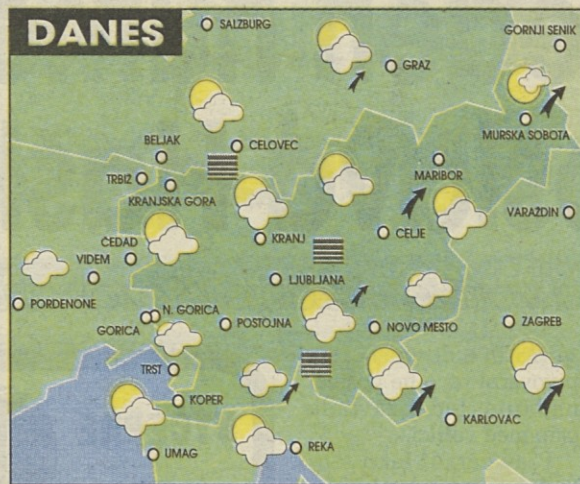 DANES
SALZBURG
GORNJI SENIK
GRAZ
MURSKA SOBOTA
BELJAK
CELOVEC
MARIBOR
TRBIŽ
KRANJSKA GORA
VARAŽDIN
ČEDAD
KRANJ
CELJE
VIDEM
LJUBLJANA
PORDENONE
N. GORICA
GORICA
POSTOJNA
NOVO MESTO
ZAGREB
TRST
KOPER
KARLOVAC
UMAG
REKA